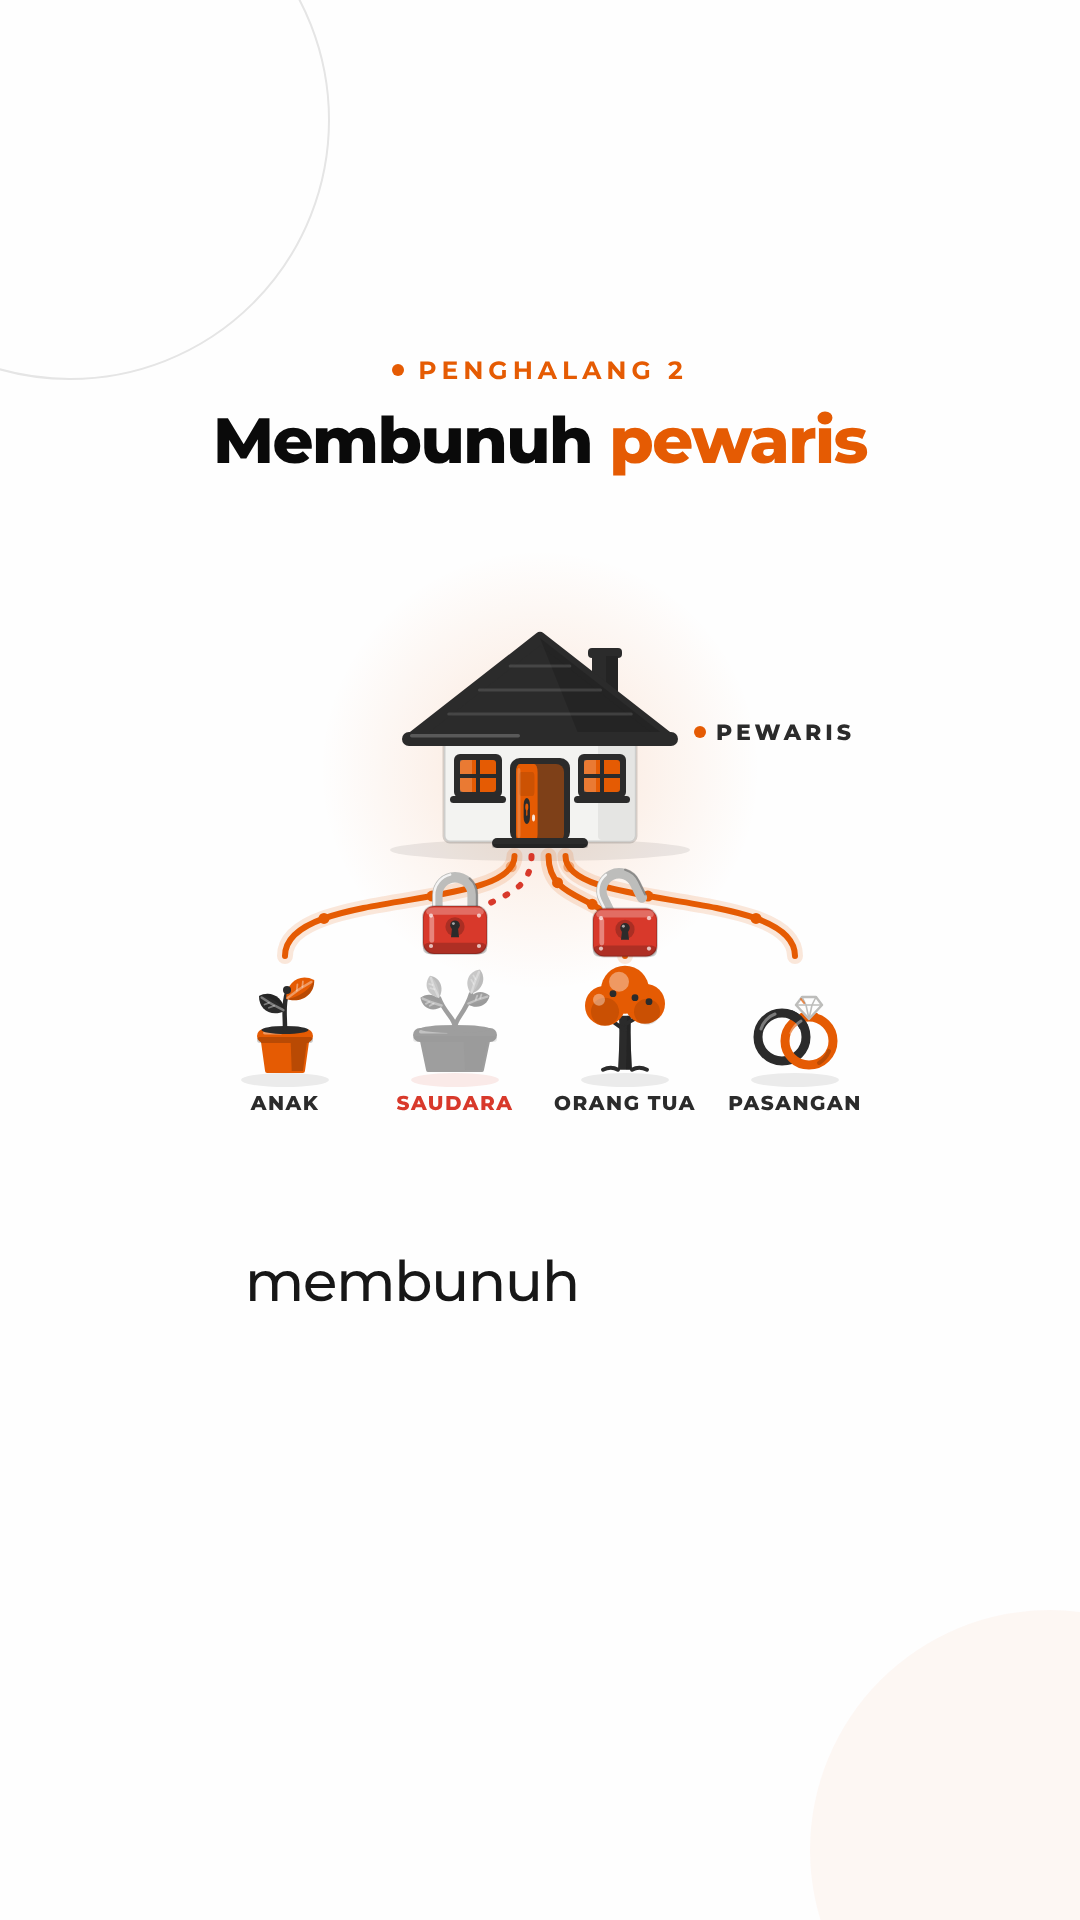 PENGHALANG 2
Membunuh pewaris
PEWARIS
ANAK
SAUDARA
ORANG TUA
PASANGAN
membunuh